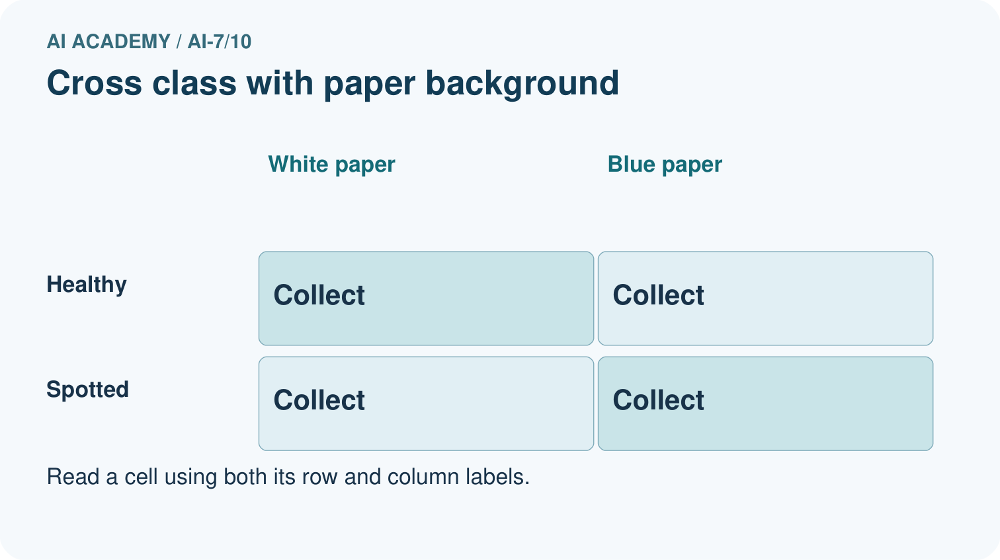 AI ACADEMY / AI-7/10
Cross class with paper background
White paper Blue paper
Healthy Collect Collect
Spotted Collect Collect
Read a cell using both its row and column labels.